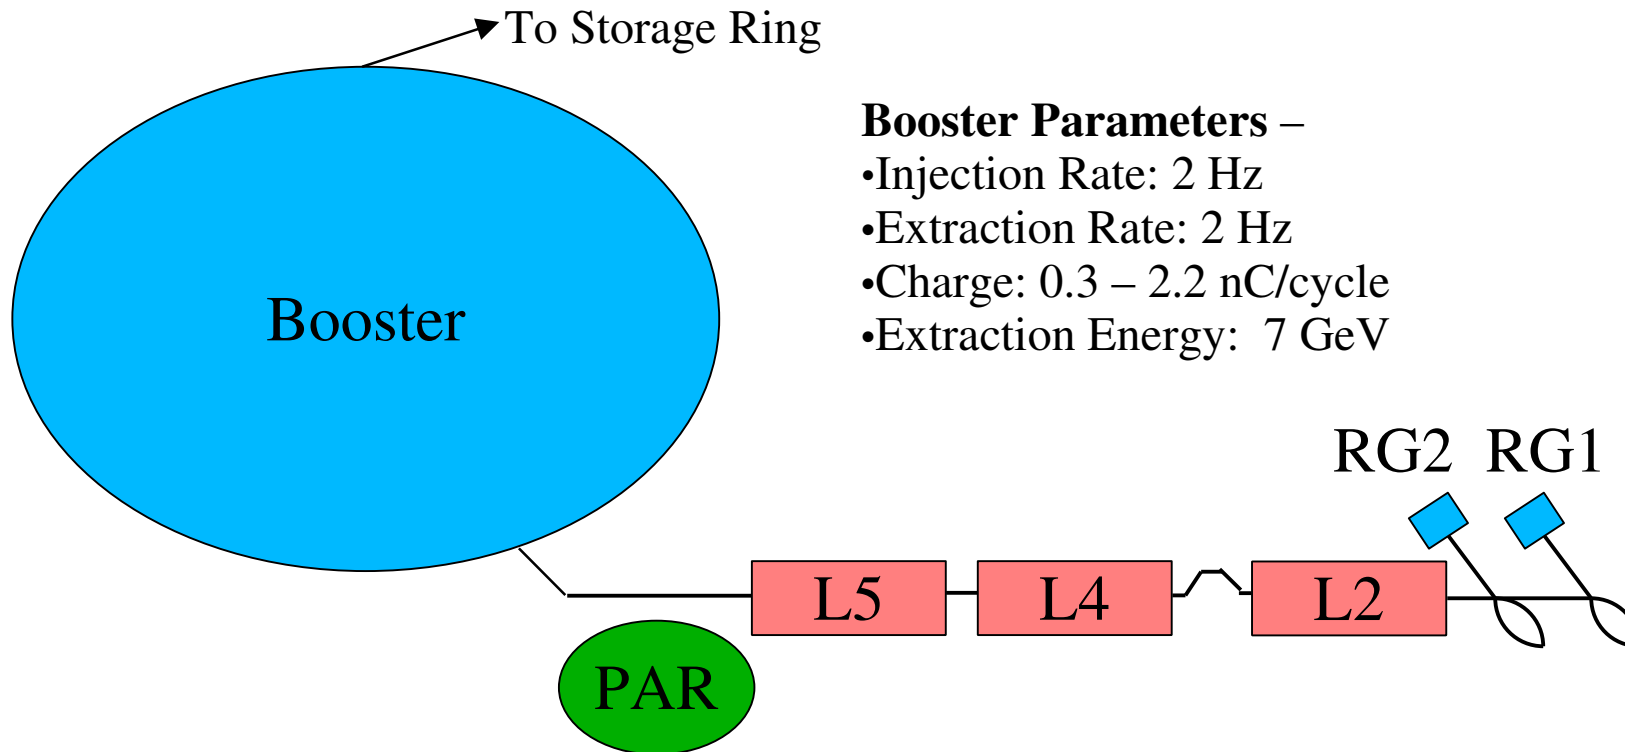 To Storage Ring
Booster Parameters –
•Injection Rate: 2 Hz
•Extraction Rate: 2 Hz
•Charge: 0.3 – 2.2 nC/cycle
•Extraction Energy:  7 GeV
Booster
RG2 RG1
L5 L4 L2
PAR